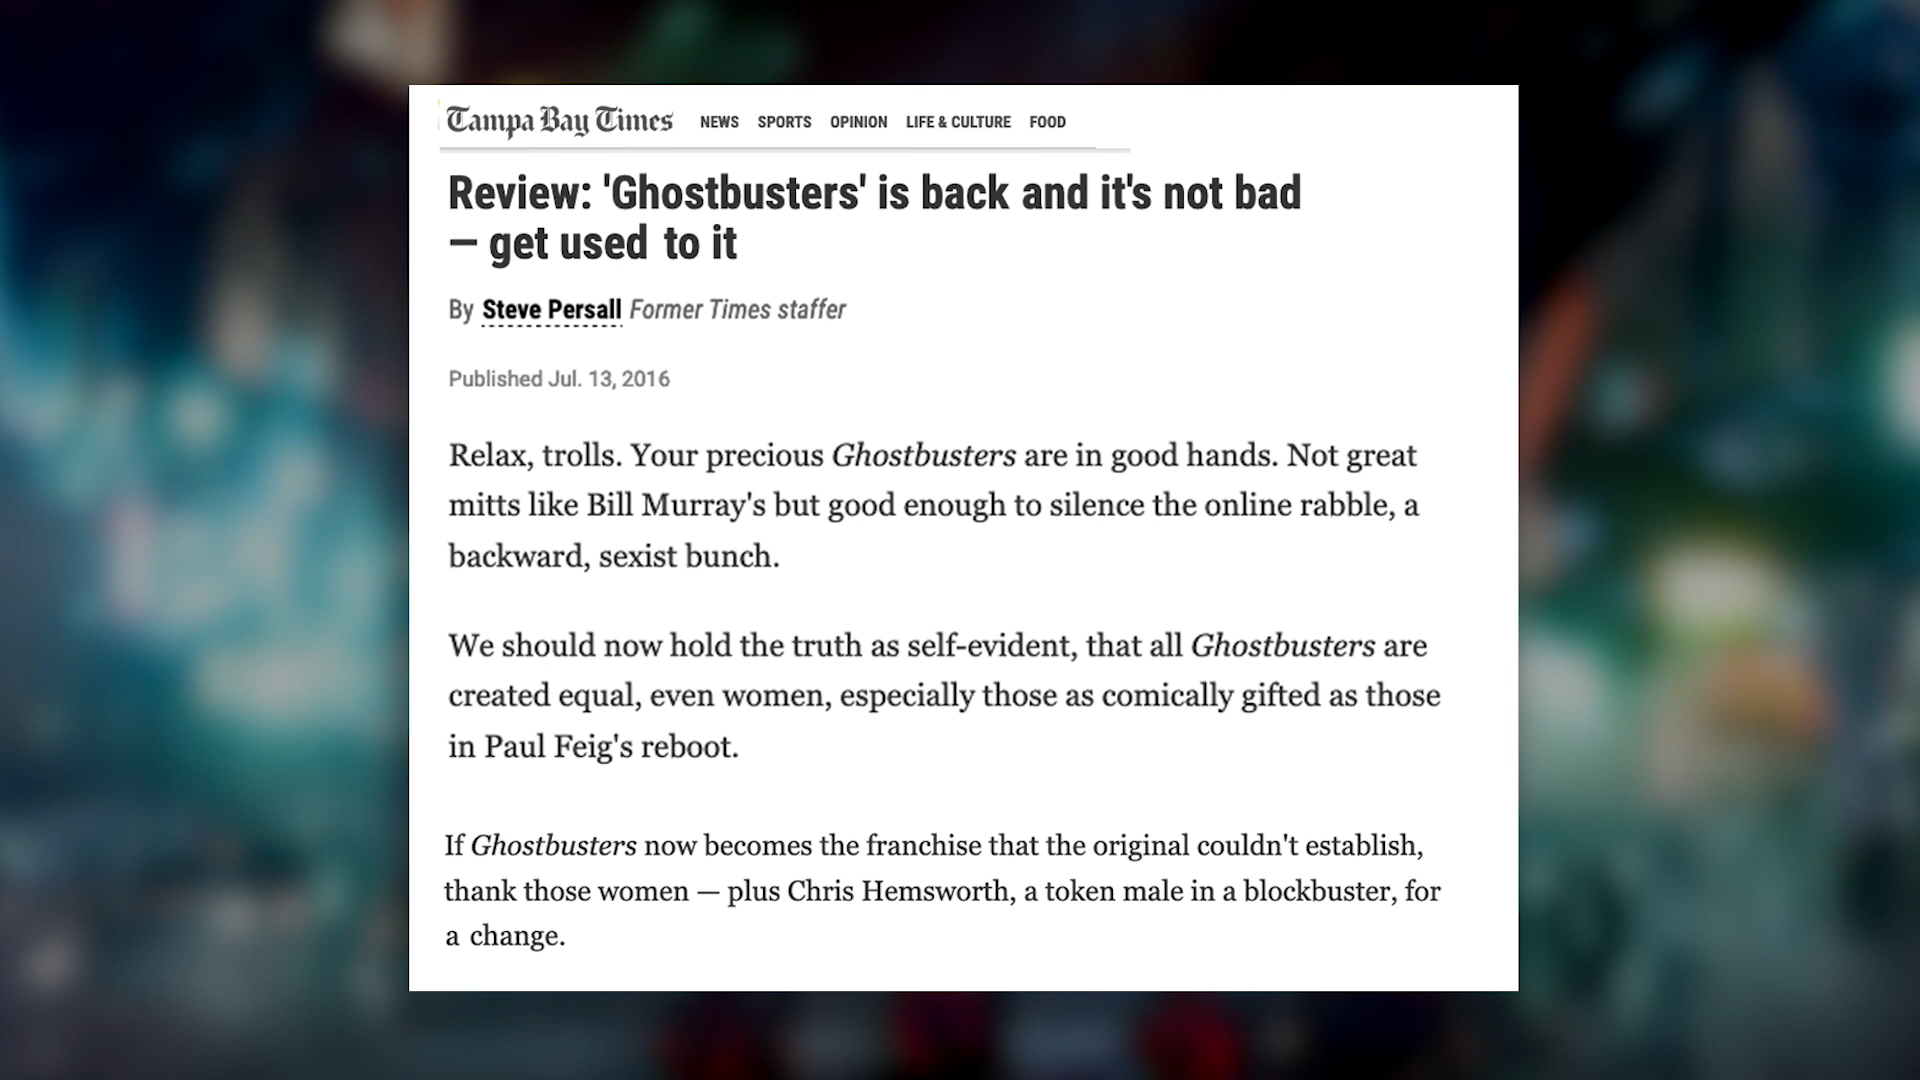 Tampa Bay Times NEWS SPORTS OPINION LIFE & CULTURE FOOD
Review: 'Ghostbusters' is back and it's not bad
— get used to it
By Steve Persall Former Times staffer
Published Jul. 13, 2016
Relax, trolls. Your precious Ghostbusters are in good hands. Not great
mitts like Bill Murray's but good enough to silence the online rabble, a
backward, sexist bunch.
We should now hold the truth as self-evident, that all Ghostbusters are
created equal, even women, especially those as comically gifted as those
in Paul Feig's reboot.
If Ghostbusters now becomes the franchise that the original couldn't establish,
thank those women — plus Chris Hemsworth, a token male in a blockbuster, for
a change.